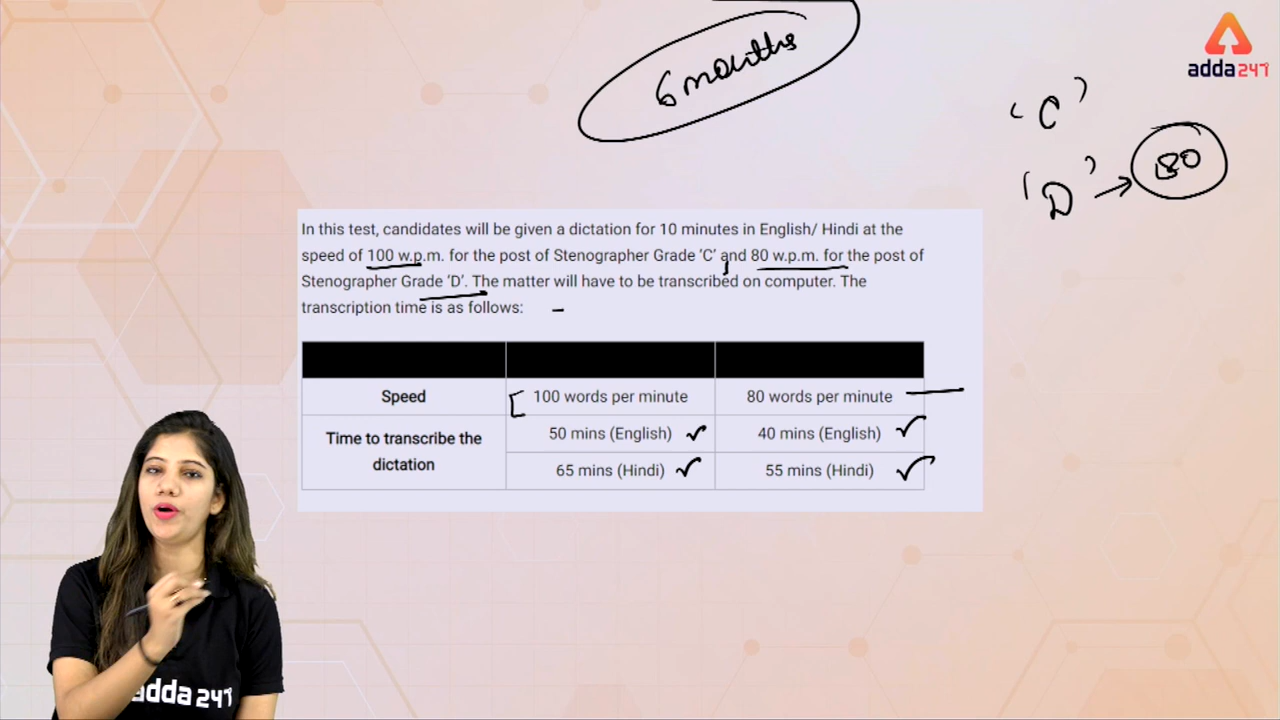 6 months
adda247
'C'
'D' → 80
In this test, candidates will be given a dictation for 10 minutes in English/ Hindi at the
speed of 100 w.p.m. for the post of Stenographer Grade 'C' and 80 w.p.m. for the post of
Stenographer Grade 'D'. The matter will have to be transcribed on computer. The
transcription time is as follows:
Speed
100 words per minute
80 words per minute
Time to transcribe the
dictation
50 mins (English)
40 mins (English)
65 mins (Hindi)
55 mins (Hindi)
adda247